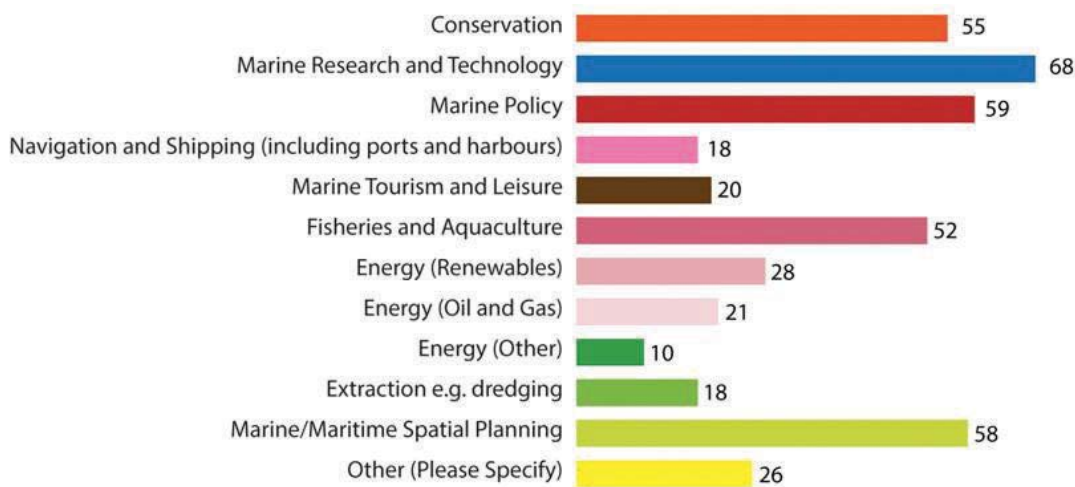 Conservation 55
Marine Research and Technology 68
Marine Policy 59
Navigation and Shipping (including ports and harbours) 18
Marine Tourism and Leisure 20
Fisheries and Aquaculture 52
Energy (Renewables) 28
Energy (Oil and Gas) 21
Energy (Other) 10
Extraction e.g. dredging 18
Marine/Maritime Spatial Planning 58
Other (Please Specify) 26